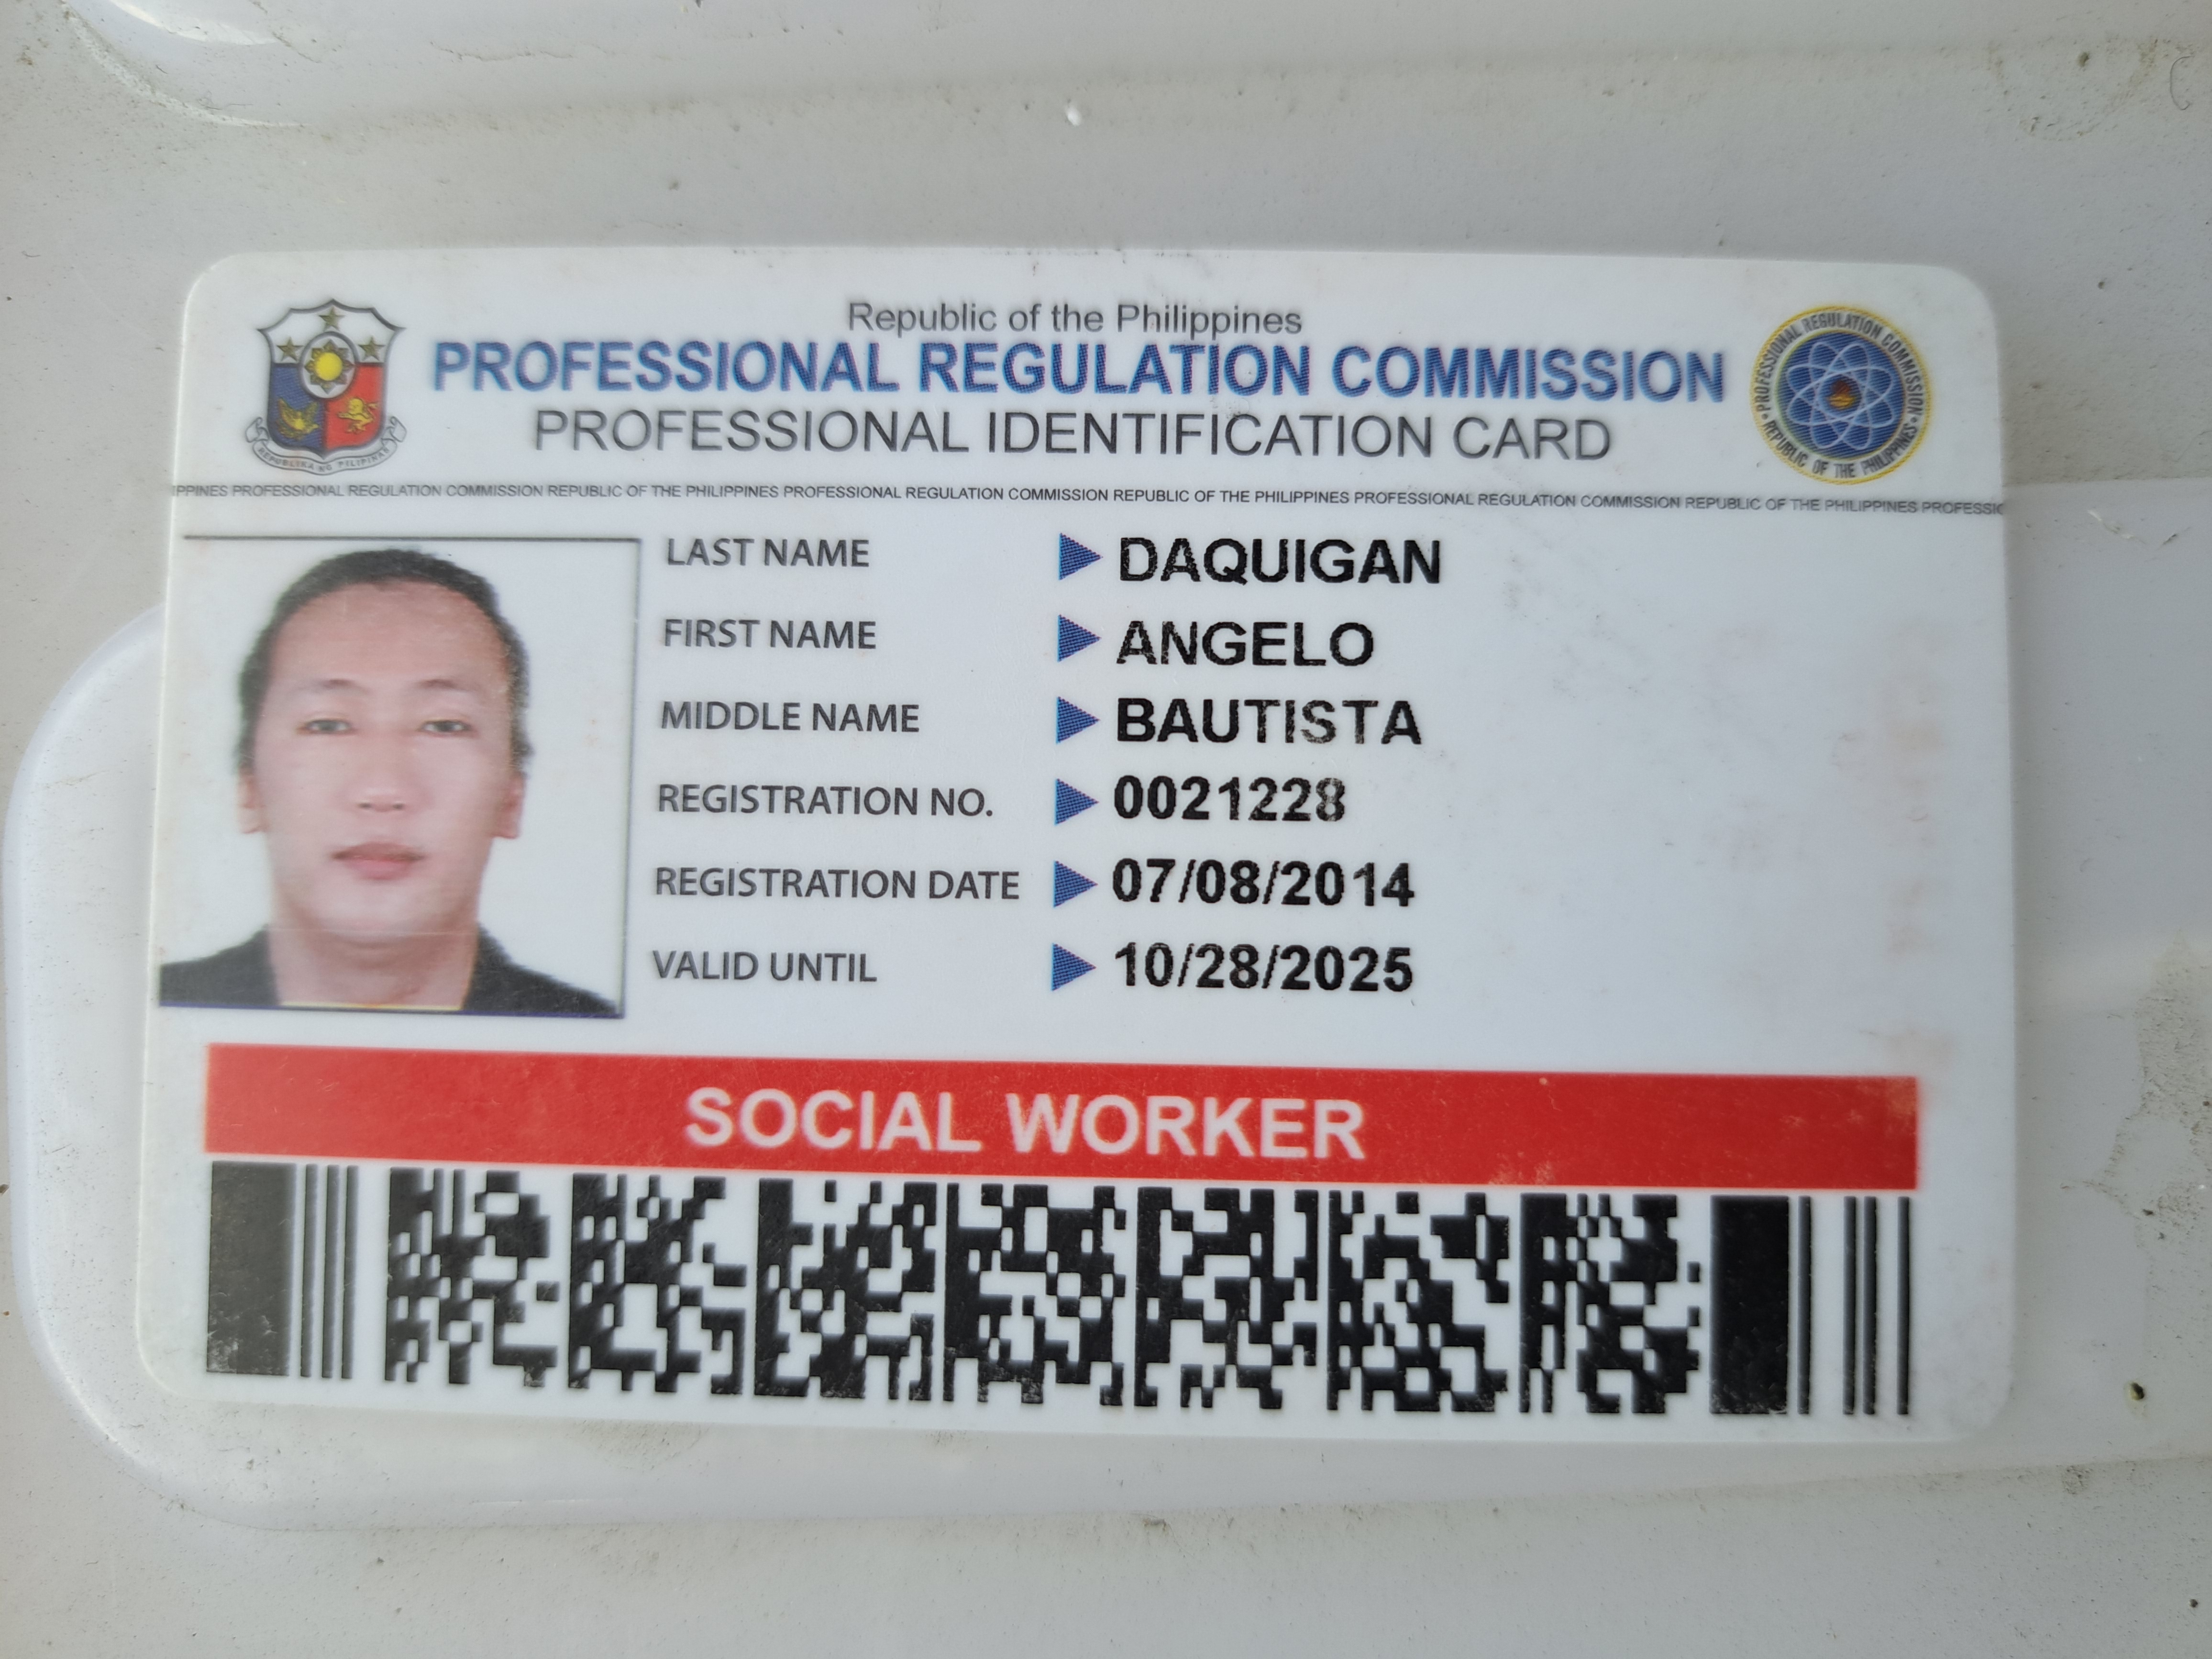 Republic of the Philippines
PROFESSIONAL REGULATION COMMISSION
PROFESSIONAL IDENTIFICATION CARD
REPUBLIKA NG PILIPINAS
PROFESSIONAL REGULATION COMMISSION
REPUBLIC OF THE PHILIPPINES
IPPINES PROFESSIONAL REGULATION COMMISSION REPUBLIC OF THE PHILIPPINES PROFESSIONAL REGULATION COMMISSION REPUBLIC OF THE PHILIPPINES PROFESSIONAL REGULATION COMMISSION REPUBLIC OF THE PHILIPPINES PROFESSIO
LAST NAME DAQUIGAN
FIRST NAME ANGELO
MIDDLE NAME BAUTISTA
REGISTRATION NO. 0021228
REGISTRATION DATE 07/08/2014
VALID UNTIL 10/28/2025
SOCIAL WORKER